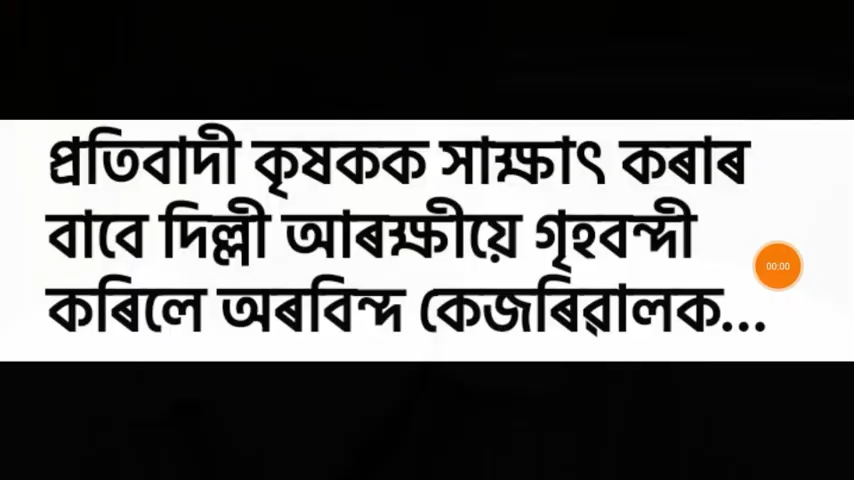 প্ৰতিবাদী কৃষকক সাক্ষাৎ কৰাৰ
বাবে দিল্লী আৰক্ষীয়ে গৃহবন্দী
কৰিলে অৰবিন্দ কেজৰিৱালক...
00:00